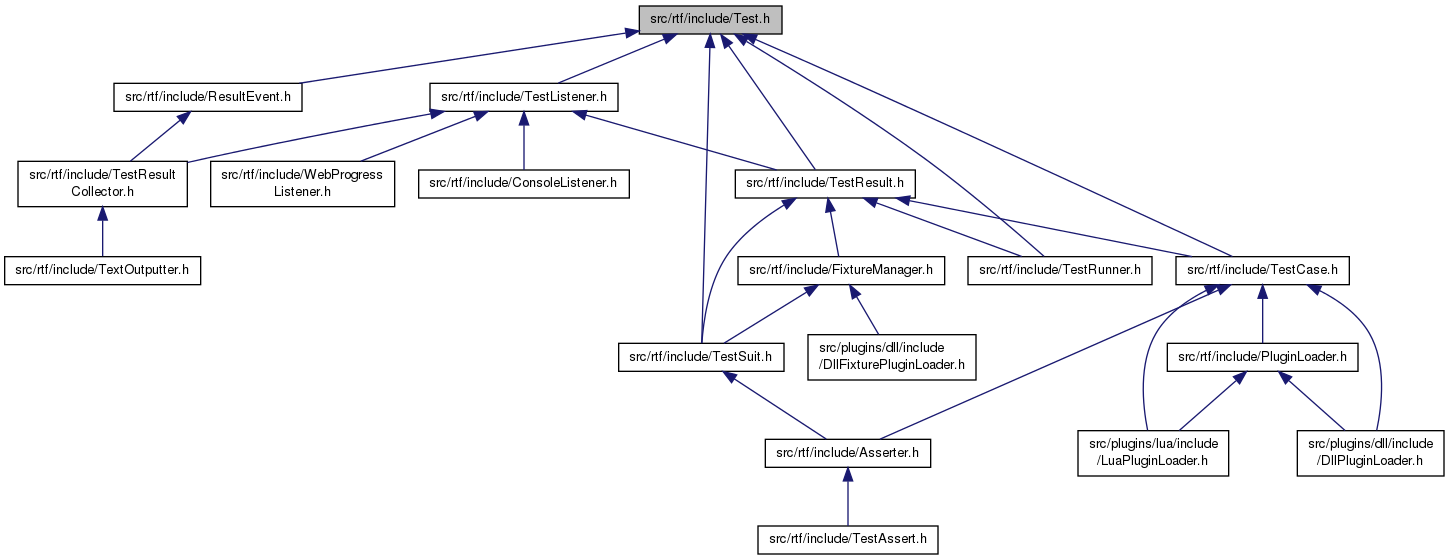 src/rtf/include/Test.h
src/rtf/include/ResultEvent.h
src/rtf/include/TestListener.h
src/rtf/include/TestResult
Collector.h
src/rtf/include/WebProgress
Listener.h
src/rtf/include/ConsoleListener.h
src/rtf/include/TestResult.h
src/rtf/include/TextOutputter.h
src/rtf/include/FixtureManager.h
src/rtf/include/TestRunner.h
src/rtf/include/TestCase.h
src/rtf/include/TestSuit.h
src/plugins/dll/include
/DllFixturePluginLoader.h
src/rtf/include/PluginLoader.h
src/rtf/include/Asserter.h
src/plugins/lua/include
/LuaPluginLoader.h
src/plugins/dll/include
/DllPluginLoader.h
src/rtf/include/TestAssert.h